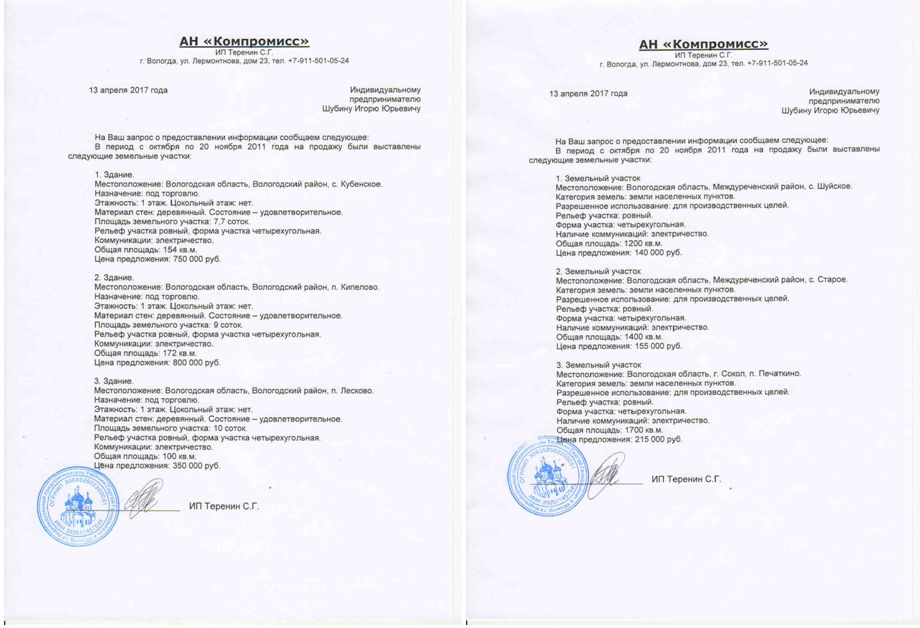 АН «Компромисс»
ИП Теренин С.Г.
г. Вологда, ул. Лермонтнова, дом 23, тел. +7-911-501-05-24
13 апреля 2017 года
Индивидуальному
предпринимателю
Шубину Игорю Юрьевичу
На Ваш запрос о предоставлении информации сообщаем следующее:
В период с октября по 20 ноября 2011 года на продажу были выставлены
следующие земельные участки:
1. Здание.
Местоположение: Вологодская область, Вологодский район, с. Кубенское.
Назначение: под торговлю.
Этажность: 1 этаж. Цокольный этаж: нет.
Материал стен: деревянный. Состояние – удовлетворительное.
Площадь земельного участка: 7,7 соток.
Рельеф участка ровный, форма участка четырехугольная.
Коммуникации: электричество.
Общая площадь: 154 кв.м.
Цена предложения: 750 000 руб.
2. Здание.
Местоположение: Вологодская область, Вологодский район, п. Кипелово.
Назначение: под торговлю.
Этажность: 1 этаж. Цокольный этаж: нет.
Материал стен: деревянный. Состояние – удовлетворительное.
Площадь земельного участка: 9 соток.
Рельеф участка ровный, форма участка четырехугольная.
Коммуникации: электричество.
Общая площадь: 172 кв.м.
Цена предложения: 800 000 руб.
3. Здание.
Местоположение: Вологодская область, Вологодский район, п. Лесково.
Назначение: под торговлю.
Этажность: 1 этаж. Цокольный этаж: нет.
Материал стен: деревянный. Состояние – удовлетворительное.
Площадь земельного участка: 10 соток.
Рельеф участка ровный, форма участка четырехугольная.
Коммуникации: электричество.
Общая площадь: 100 кв.м.
Цена предложения: 350 000 руб.
ИП Теренин С.Г.
АН «Компромисс»
ИП Теренин С.Г.
г. Вологда, ул. Лермонтнова, дом 23, тел. +7-911-501-05-24
13 апреля 2017 года
Индивидуальному
предпринимателю
Шубину Игорю Юрьевичу
На Ваш запрос о предоставлении информации сообщаем следующее:
В период с октября по 20 ноября 2011 года на продажу были выставлены
следующие земельные участки:
1. Земельный участок
Местоположение: Вологодская область, Междуреченский район, с. Шуйское.
Категория земель: земли населенных пунктов.
Разрешенное использование: для производственных целей.
Рельеф участка: ровный.
Форма участка: четырехугольная.
Наличие коммуникаций: электричество.
Общая площадь: 1200 кв.м.
Цена предложения: 140 000 руб.
2. Земельный участок
Местоположение: Вологодская область, Междуреченский район, с. Старое.
Категория земель: земли населенных пунктов.
Разрешенное использование: для производственных целей.
Рельеф участка: ровный.
Форма участка: четырехугольная.
Наличие коммуникаций: электричество.
Общая площадь: 1400 кв.м.
Цена предложения: 155 000 руб.
3. Земельный участок
Местоположение: Вологодская область, г. Сокол, п. Печаткино.
Категория земель: земли населенных пунктов.
Разрешенное использование: для производственных целей.
Рельеф участка: ровный.
Форма участка: четырехугольная.
Наличие коммуникаций: электричество.
Общая площадь: 1700 кв.м.
Цена предложения: 215 000 руб.
ИП Теренин С.Г.